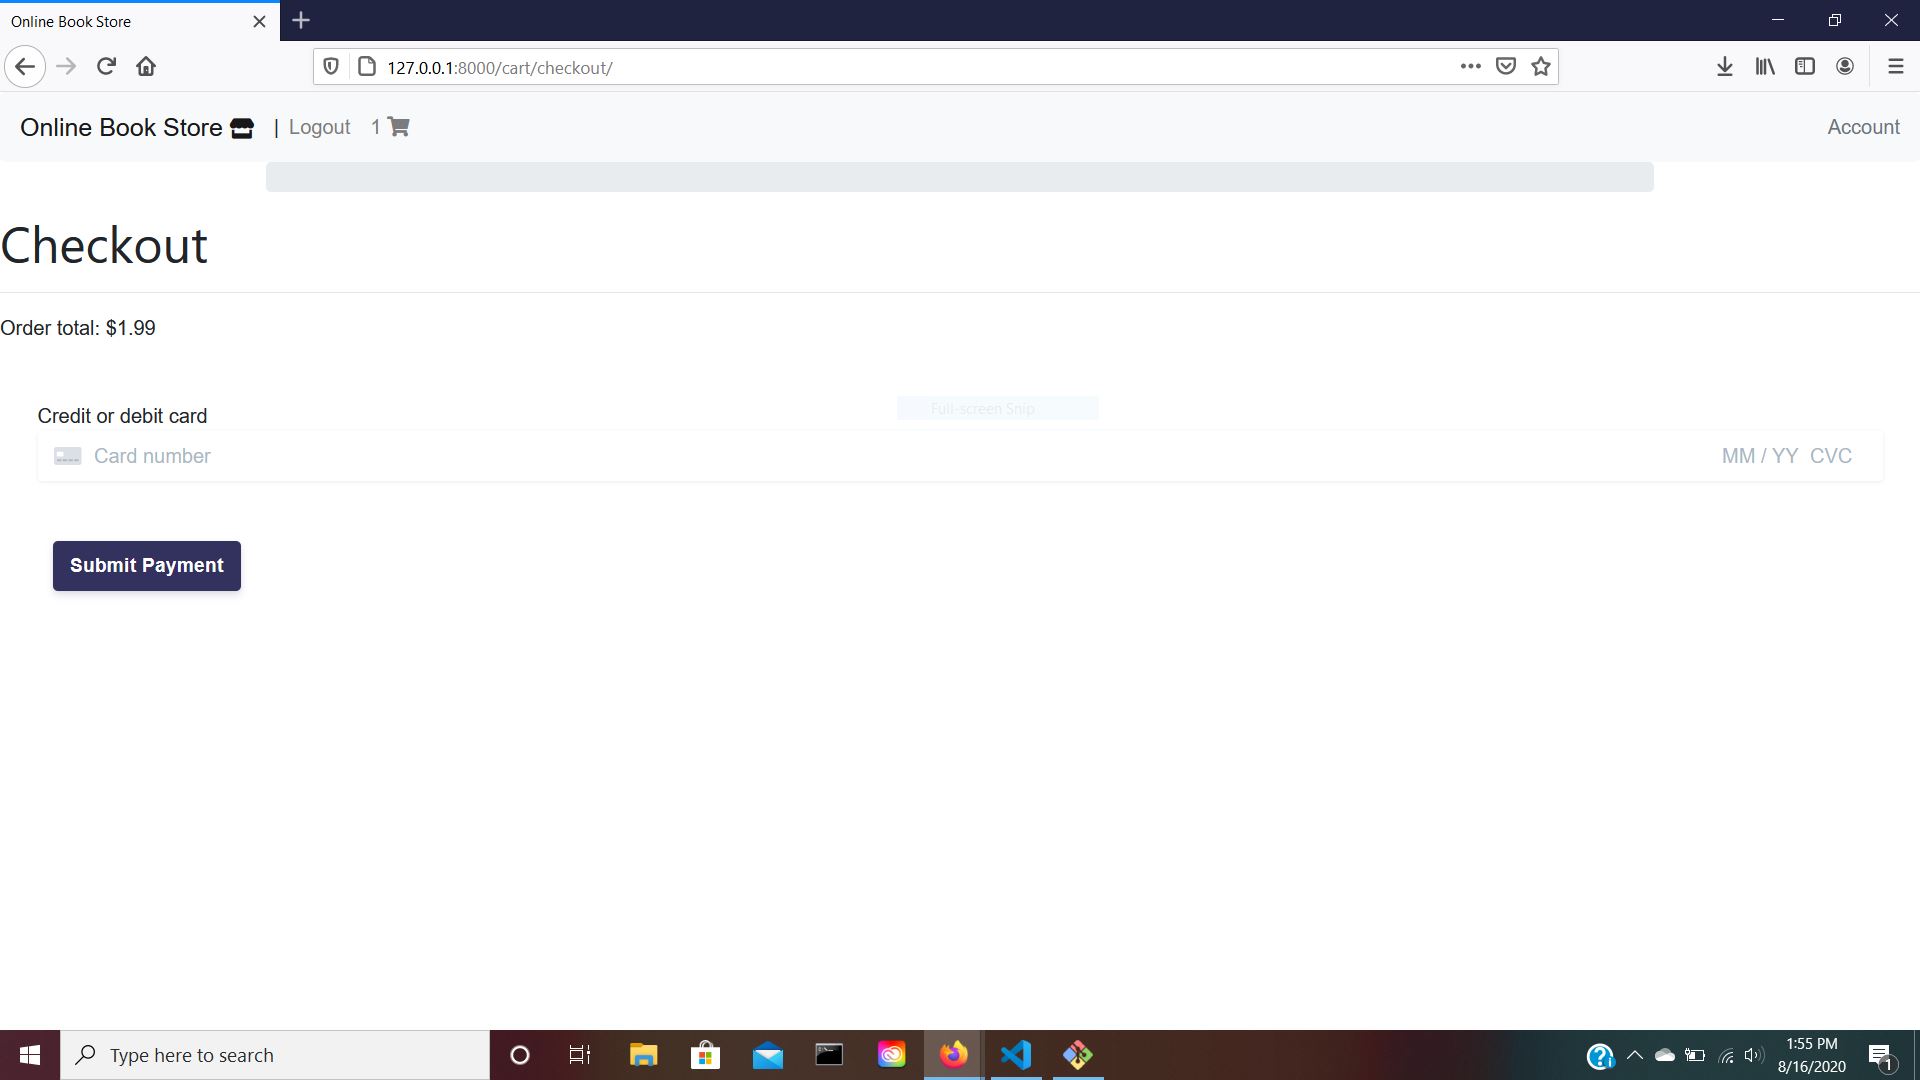 Online Book Store
127.0.0.1:8000/cart/checkout/
Online Book Store | Logout 1
Account
Checkout
Order total: $1.99
Full-screen Snip
Credit or debit card
Card number MM / YY CVC
Submit Payment
Type here to search
1:55 PM
8/16/2020
1